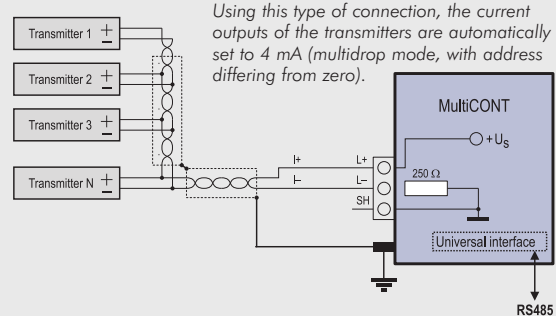 Using this type of connection, the current
outputs of the transmitters are automatically
set to 4 mA (multidrop mode, with address
differing from zero).
Transmitter 1 + –
Transmitter 2 + –
Transmitter 3 + –
Transmitter N + –
MultiCONT
I+ L+
+Us
I– L–
250 Ω
SH
Universal interface
RS485